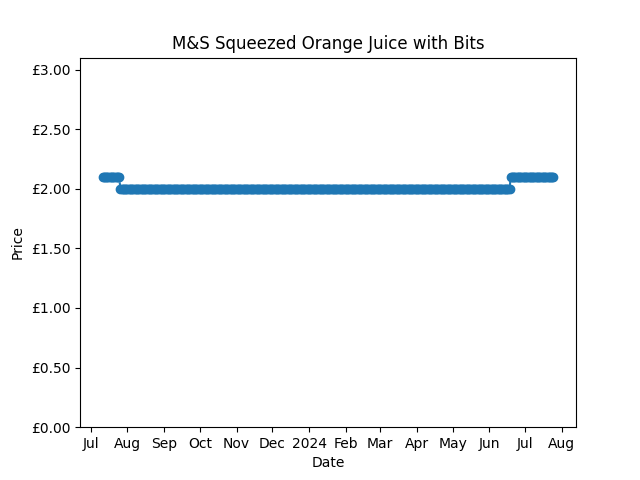 M&S Squeezed Orange Juice with Bits
£3.00
£2.50
£2.00
£1.50
£1.00
£0.50
£0.00
Price
Jul Aug Sep Oct Nov Dec 2024 Feb Mar Apr May Jun Jul Aug
Date